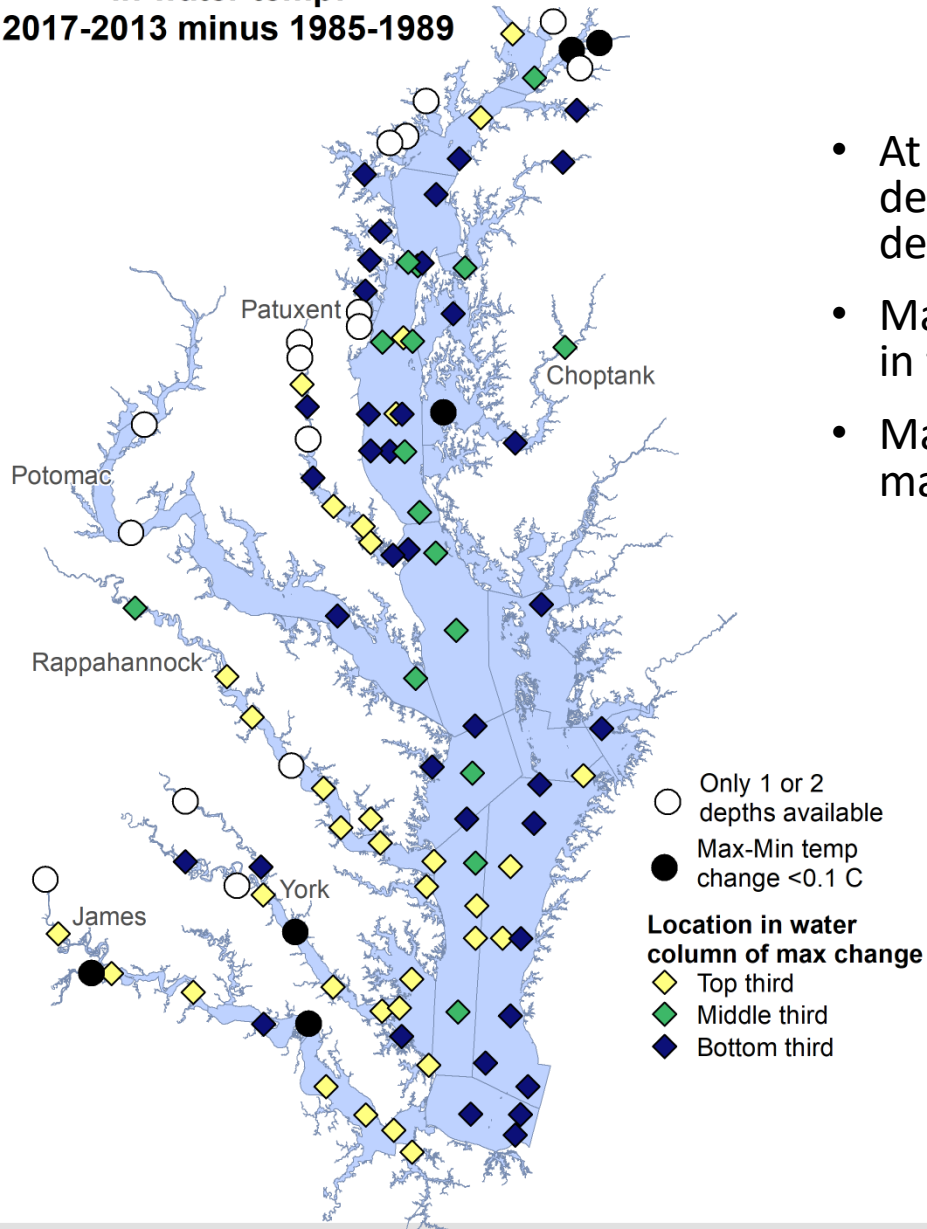 2017-2013 minus 1985-1989
• At
de
de
• Ma
in
• Ma
ma
Patuxent
Choptank
Potomac
Rappahannock
York
James
Only 1 or 2
depths available
Max-Min temp
change <0.1 C
Location in water
column of max change
Top third
Middle third
Bottom third